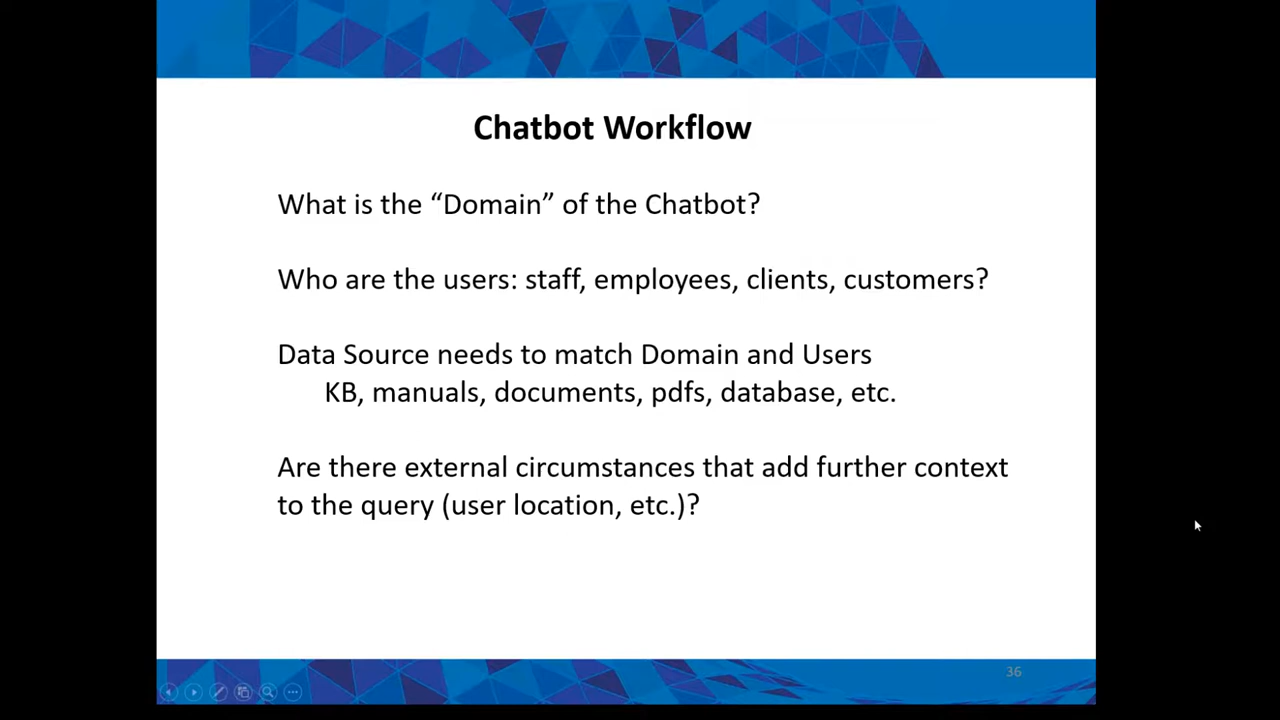 Chatbot Workflow
What is the “Domain” of the Chatbot?
Who are the users: staff, employees, clients, customers?
Data Source needs to match Domain and Users
KB, manuals, documents, pdfs, database, etc.
Are there external circumstances that add further context
to the query (user location, etc.)?
36